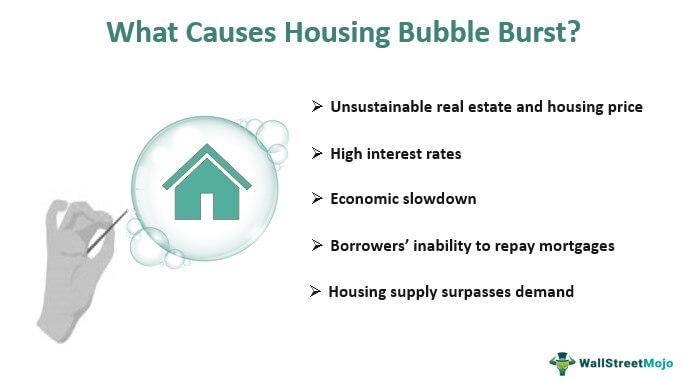 What Causes Housing Bubble Burst?
➢ Unsustainable real estate and housing price
➢ High interest rates
➢ Economic slowdown
➢ Borrowers’ inability to repay mortgages
➢ Housing supply surpasses demand
WallStreetMojo